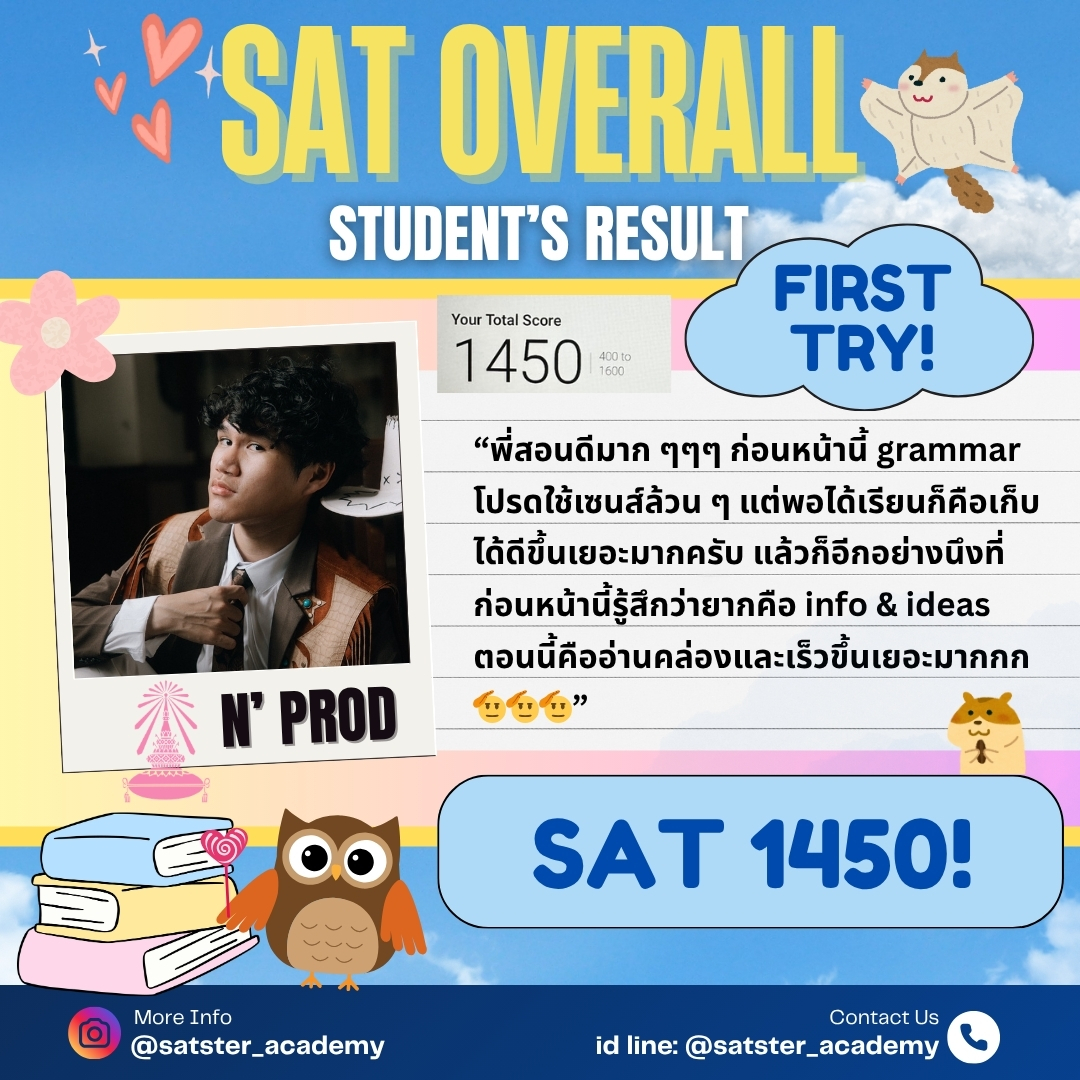 SAT OVERALL
STUDENT'S RESULT
FIRST
TRY!
Your Total Score
1450
400 to
1600
“พี่สอนดีมาก ๆๆๆ ก่อนหน้านี้ grammar
โปรดใช้เซนส์ล้วน ๆ แต่พอได้เรียนก็คือเก็บ
ได้ดีขึ้นเยอะมากครับ แล้วก็อีกอย่างนึงที่
ก่อนหน้านี้รู้สึกว่ายากคือ info & ideas
ตอนนี้คืออ่านคล่องและเร็วขึ้นเยอะมากกก
🫡🫡🫡”
N’ PROD
SAT 1450!
More Info
@satster_academy
Contact Us
id line: @satster_academy